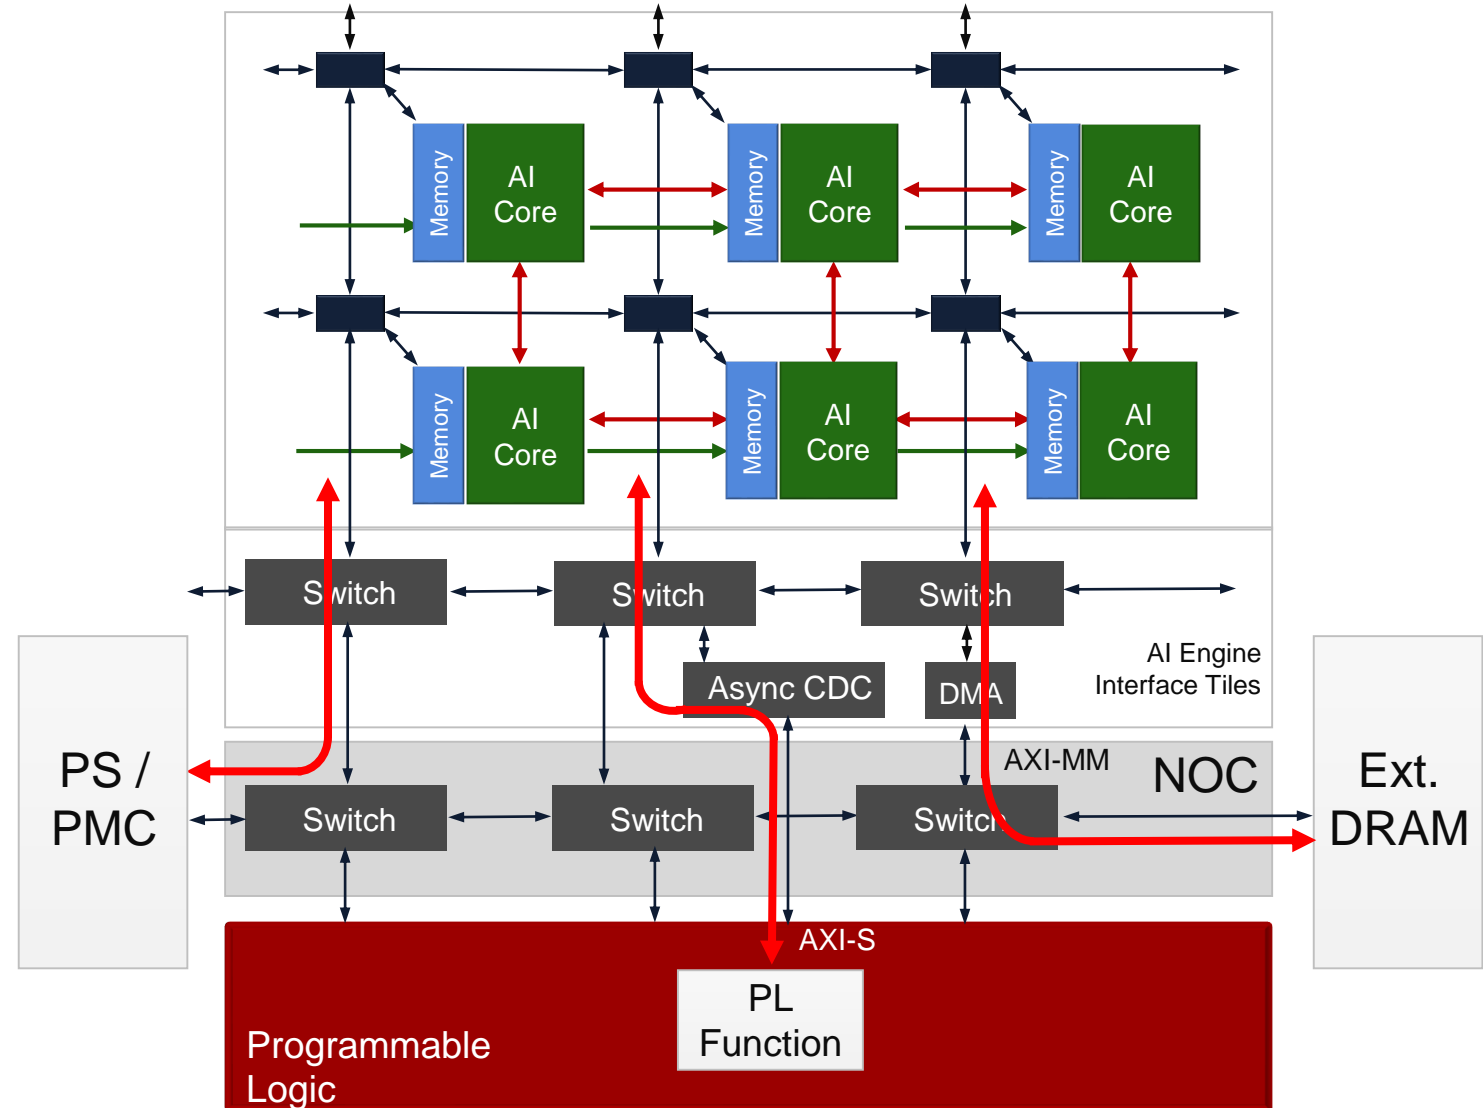 Memory
AI
Core
Memory
AI
Core
Memory
AI
Core
Memory
AI
Core
Memory
AI
Core
Memory
AI
Core
Switch
Switch
Switch
AI Engine
Interface Tiles
Async CDC
DMA
PS /
PMC
AXI-MM
NOC
Ext.
DRAM
Switch
Switch
Switch
AXI-S
PL
Function
Programmable
Logic